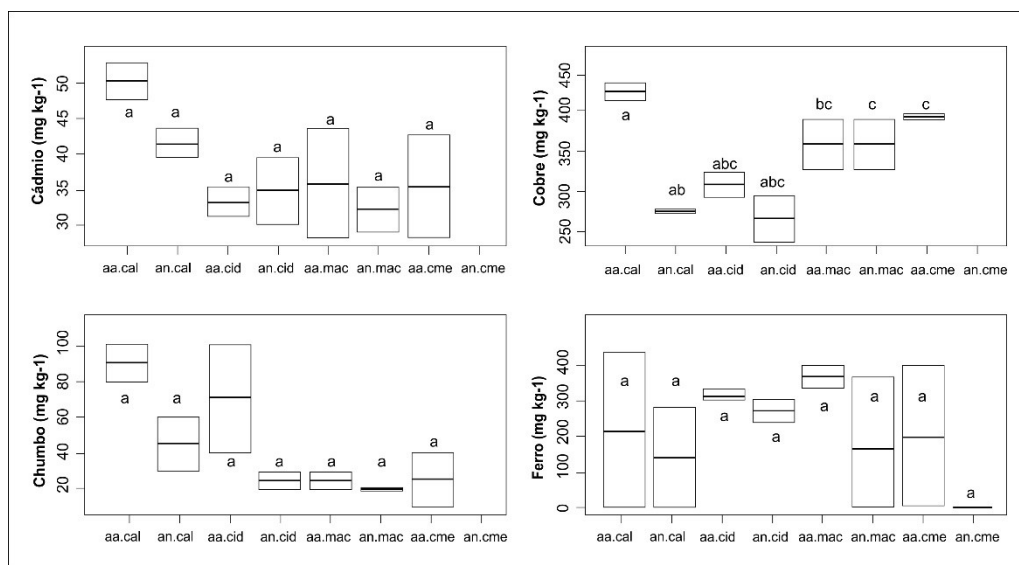 Cádmio (mg kg-1)
50
45
40
35
30
a a a a a a a
aa.cal an.cal aa.cid an.cid aa.mac an.mac aa.cme an.cme
Cobre (mg kg-1)
450
400
350
300
250
a ab abc abc bc c c
aa.cal an.cal aa.cid an.cid aa.mac an.mac aa.cme an.cme
Chumbo (mg kg-1)
100
80
60
40
20
a a a a a a a
aa.cal an.cal aa.cid an.cid aa.mac an.mac aa.cme an.cme
Ferro (mg kg-1)
400
300
200
100
0
a a a a a a a a
aa.cal an.cal aa.cid an.cid aa.mac an.mac aa.cme an.cme